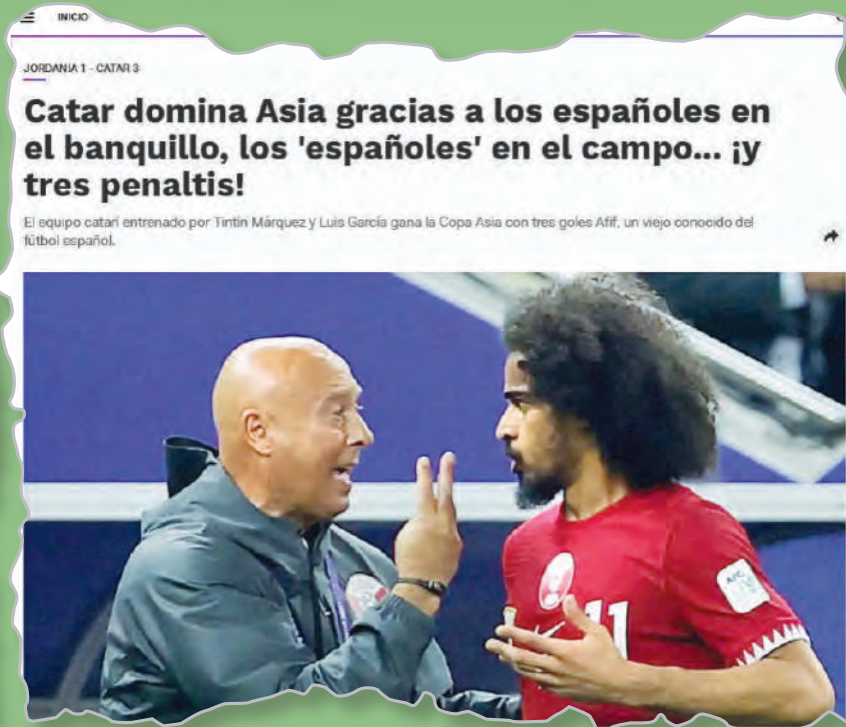 INICIO
JORDANIA 1 - CATAR 3
Catar domina Asia gracias a los españoles en
el banquillo, los 'españoles' en el campo... ¡y
tres penaltis!
El equipo catarí entrenado por Tintín Márquez y Luis García gana la Copa Asia con tres goles Afif, un viejo conocido del
fútbol español.
AFC
11